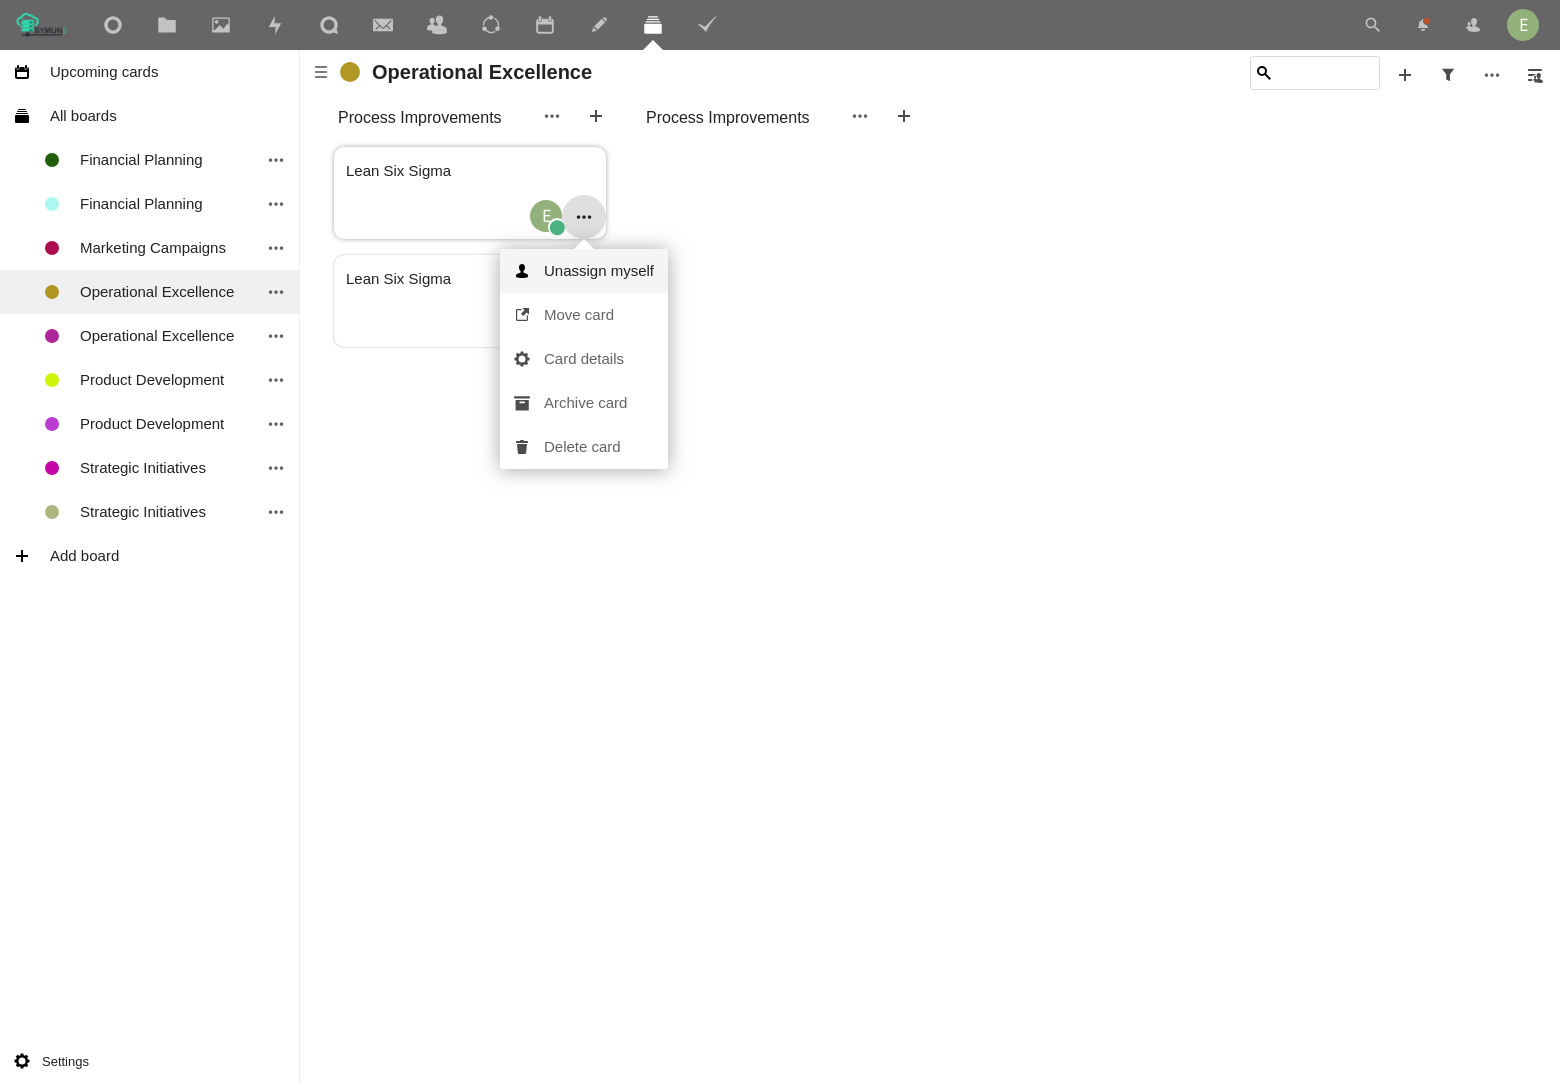 E
Upcoming cards
All boards
Financial Planning
Financial Planning
Marketing Campaigns
Operational Excellence
Operational Excellence
Product Development
Product Development
Strategic Initiatives
Strategic Initiatives
Add board
Settings
Operational Excellence
Process Improvements
Process Improvements
Lean Six Sigma
E
Lean Six Sigma
Unassign myself
Move card
Card details
Archive card
Delete card